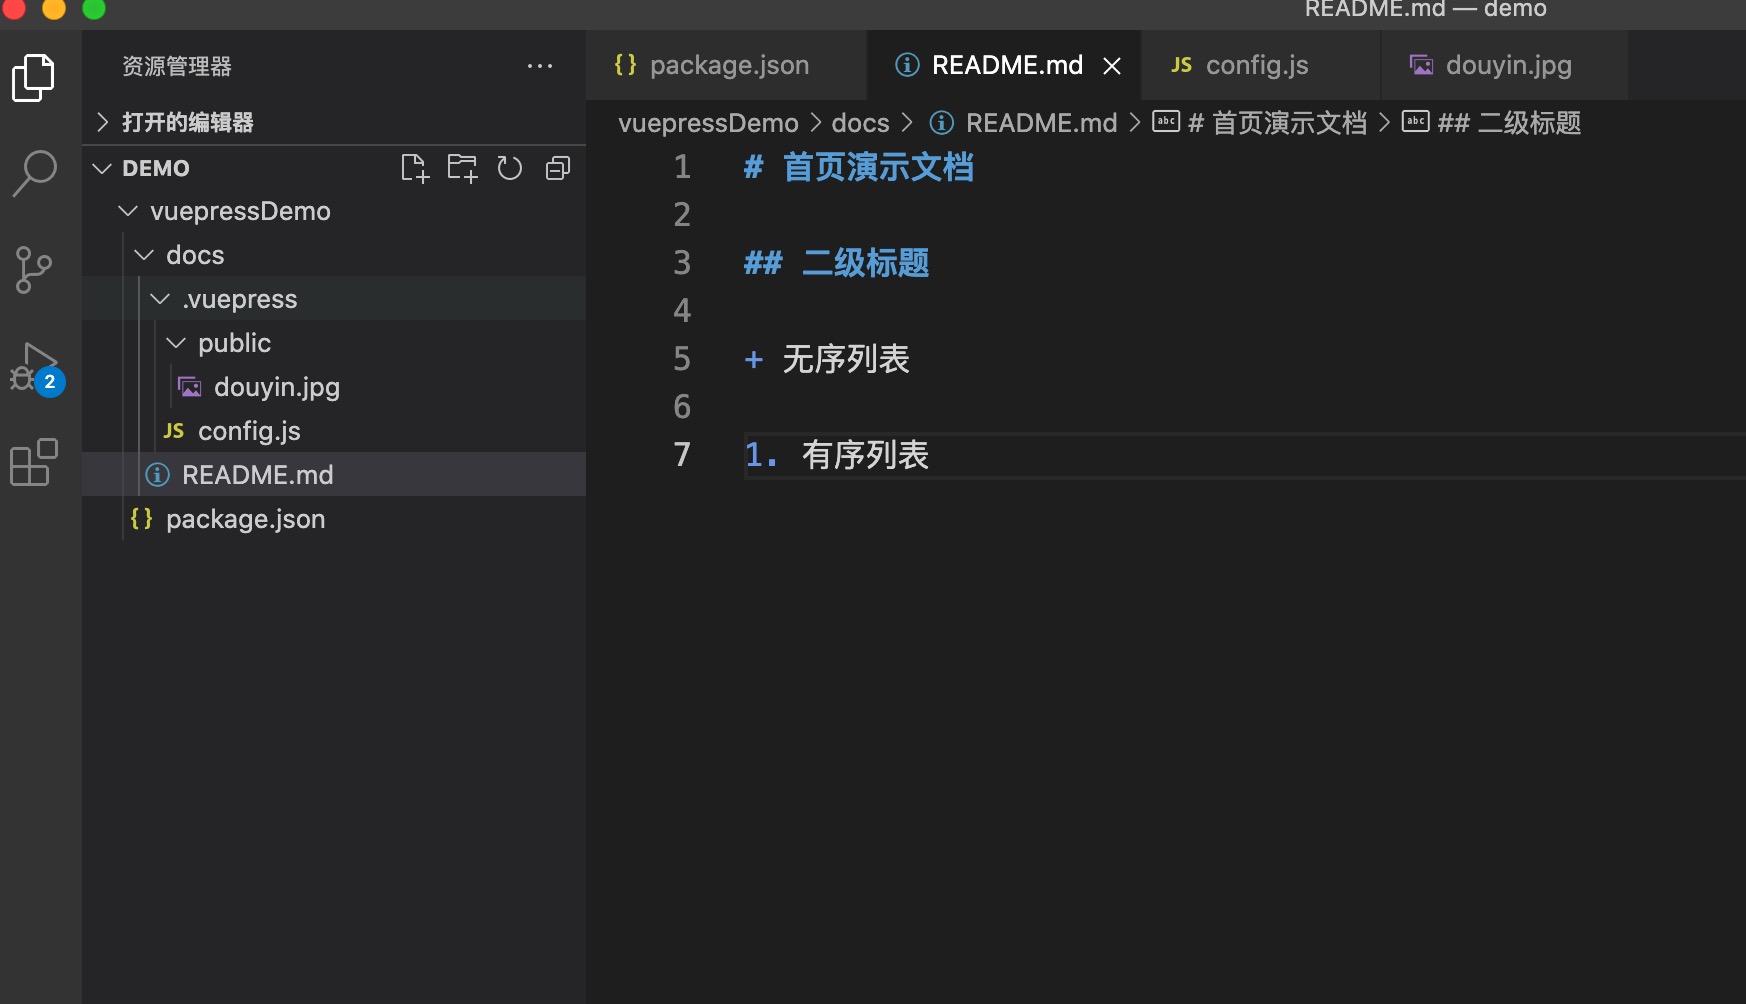 README.md — demo
资源管理器
打开的编辑器
DEMO
vuepressDemo
docs
.vuepress
public
douyin.jpg
JS config.js
README.md
{} package.json
2
{} package.json
README.md
JS config.js
douyin.jpg
vuepressDemo > docs > README.md > abc # 首页演示文档 > abc ## 二级标题
1 # 首页演示文档
2
3 ## 二级标题
4
5 + 无序列表
6
7 1. 有序列表